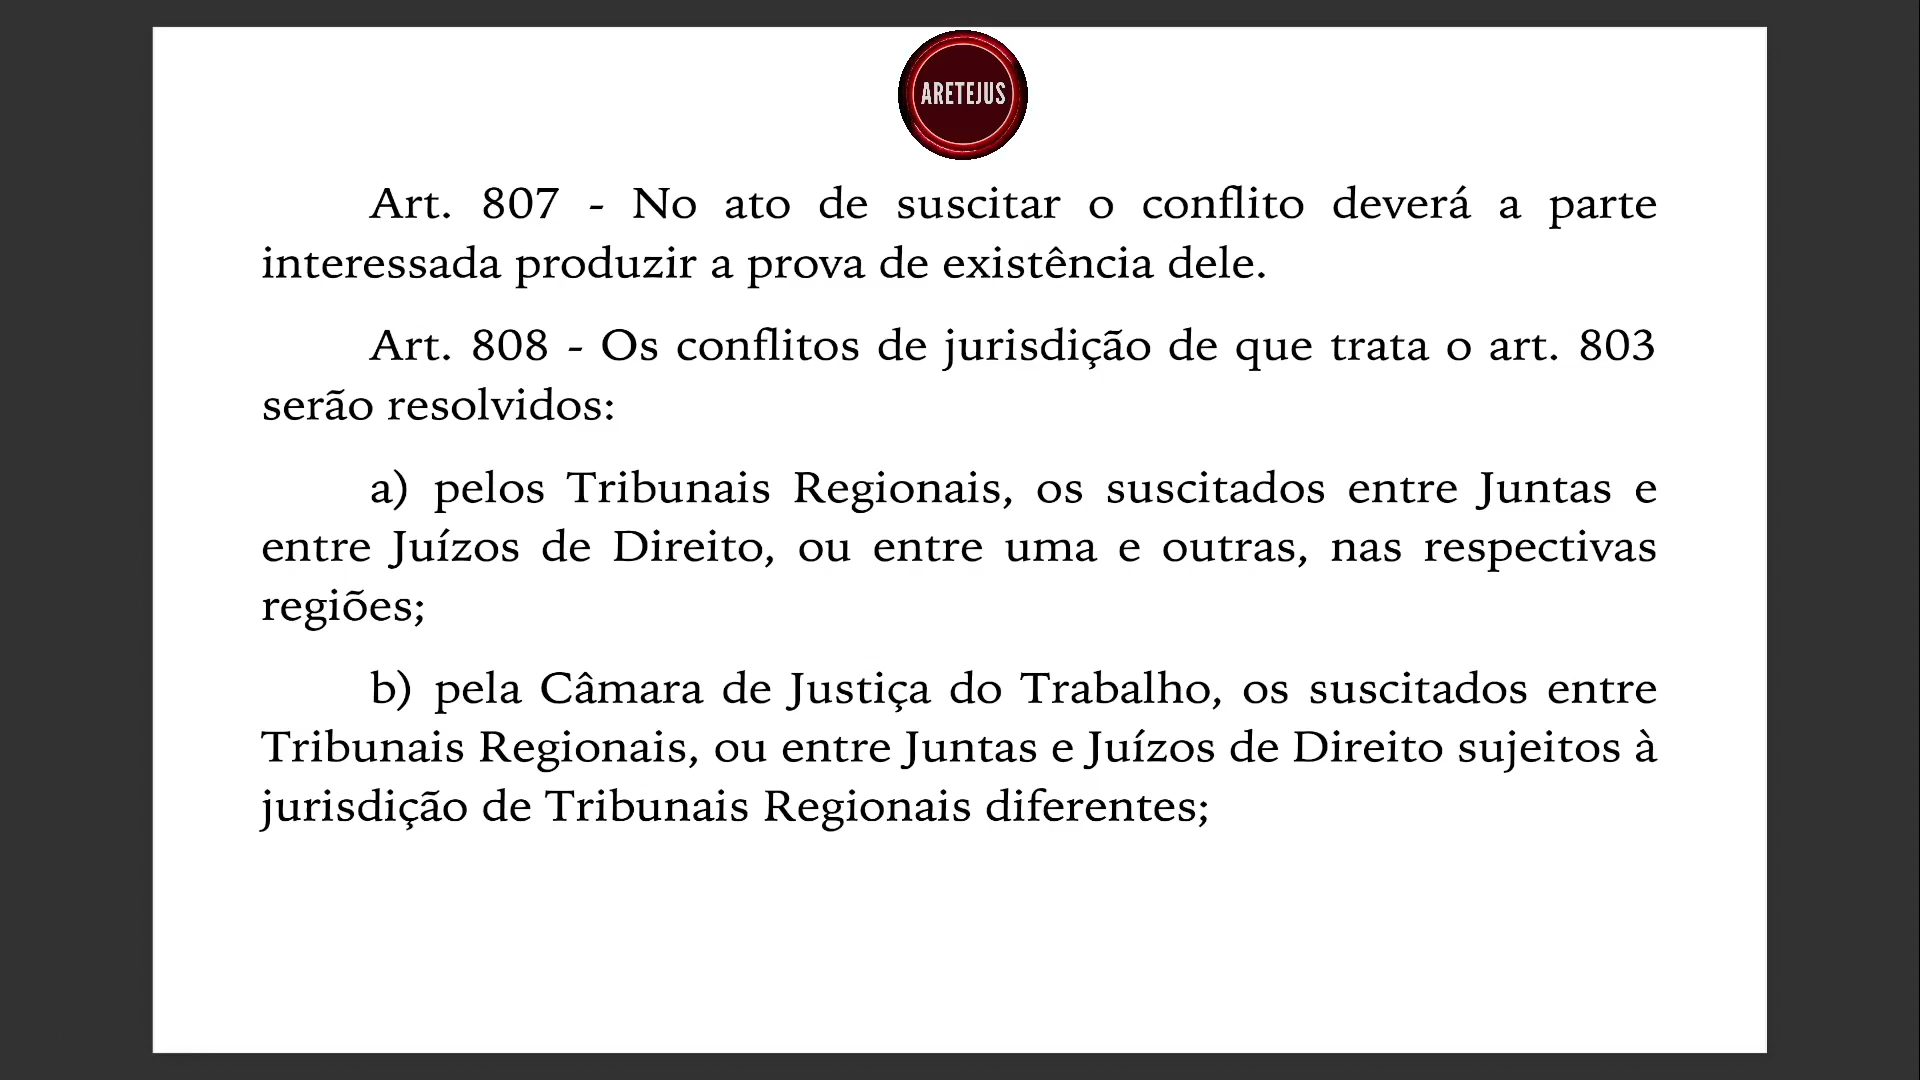 ARETEJUS
Art. 807 - No ato de suscitar o conflito deverá a parte
interessada produzir a prova de existência dele.
Art. 808 - Os conflitos de jurisdição de que trata o art. 803
serão resolvidos:
a) pelos Tribunais Regionais, os suscitados entre Juntas e
entre Juízos de Direito, ou entre uma e outras, nas respectivas
regiões;
b) pela Câmara de Justiça do Trabalho, os suscitados entre
Tribunais Regionais, ou entre Juntas e Juízos de Direito sujeitos à
jurisdição de Tribunais Regionais diferentes;